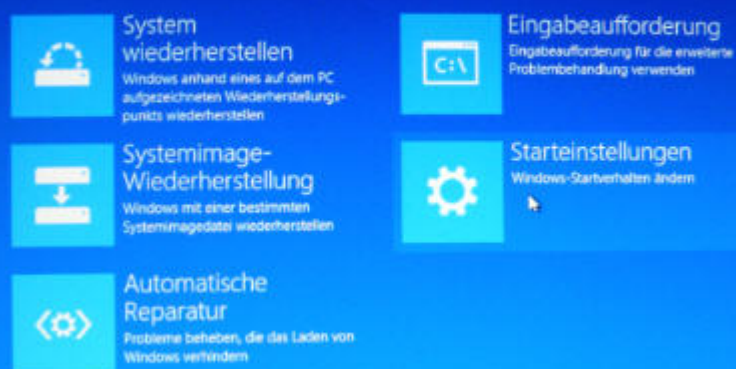 System
wiederherstellen
Windows anhand eines auf dem PC
aufgezeichneten Wiederherstellungs-
punkts wiederherstellen
Systemimage-
Wiederherstellung
Windows mit einer bestimmten
Systemimagedatei wiederherstellen
Automatische
Reparatur
Probleme beheben, die das Laden von
Windows verhindern
C:\
Eingabeaufforderung
Eingabeaufforderung für die erweiterte
Problembehandlung verwenden
Starteinstellungen
Windows-Startverhalten ändern